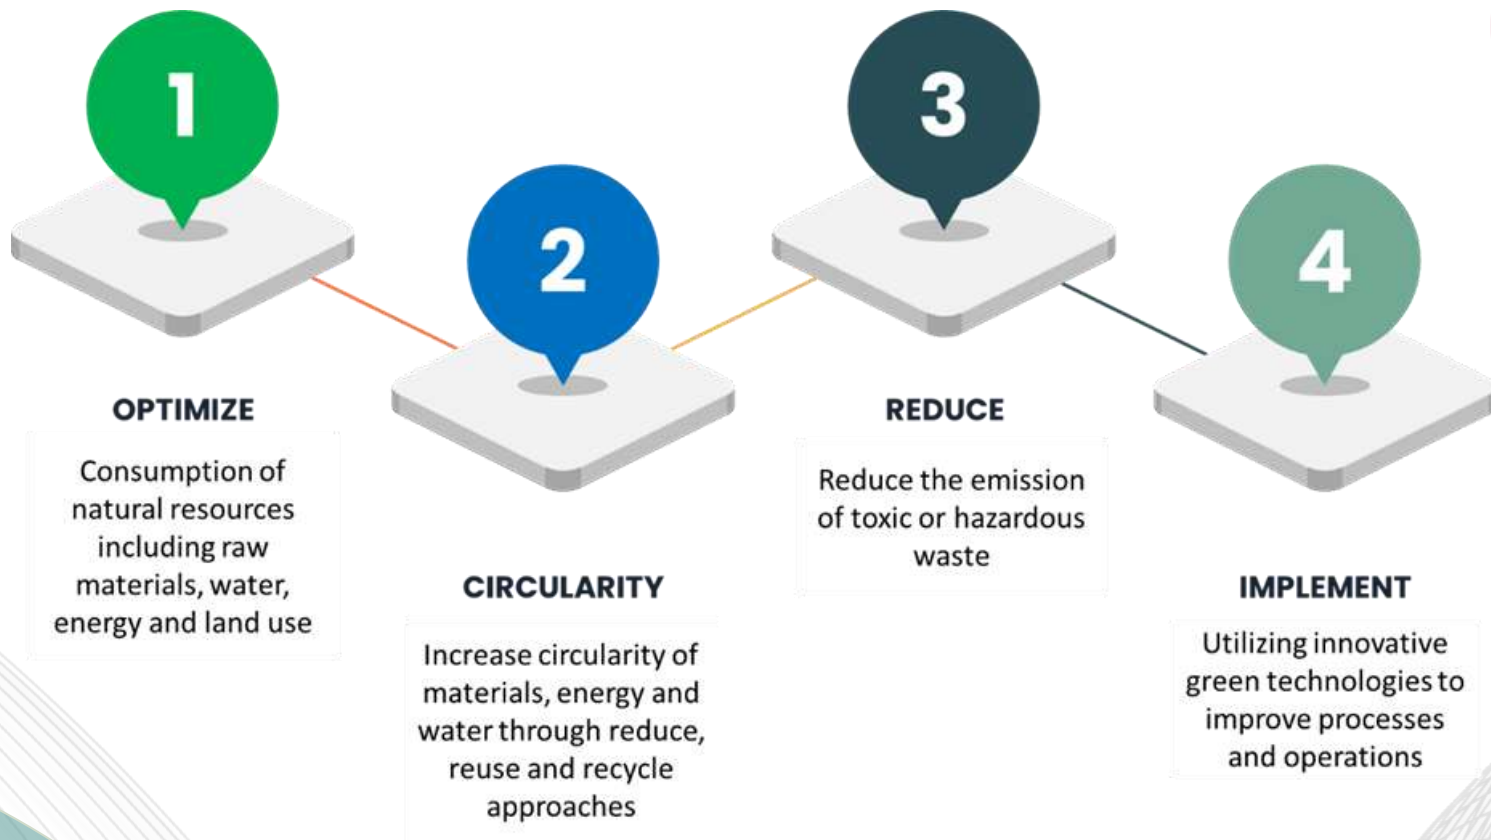 1
OPTIMIZE
Consumption of
natural resources
including raw
materials, water,
energy and land use
2
CIRCULARITY
Increase circularity of
materials, energy and
water through reduce,
reuse and recycle
approaches
3
REDUCE
Reduce the emission
of toxic or hazardous
waste
4
IMPLEMENT
Utilizing innovative
green technologies to
improve processes
and operations